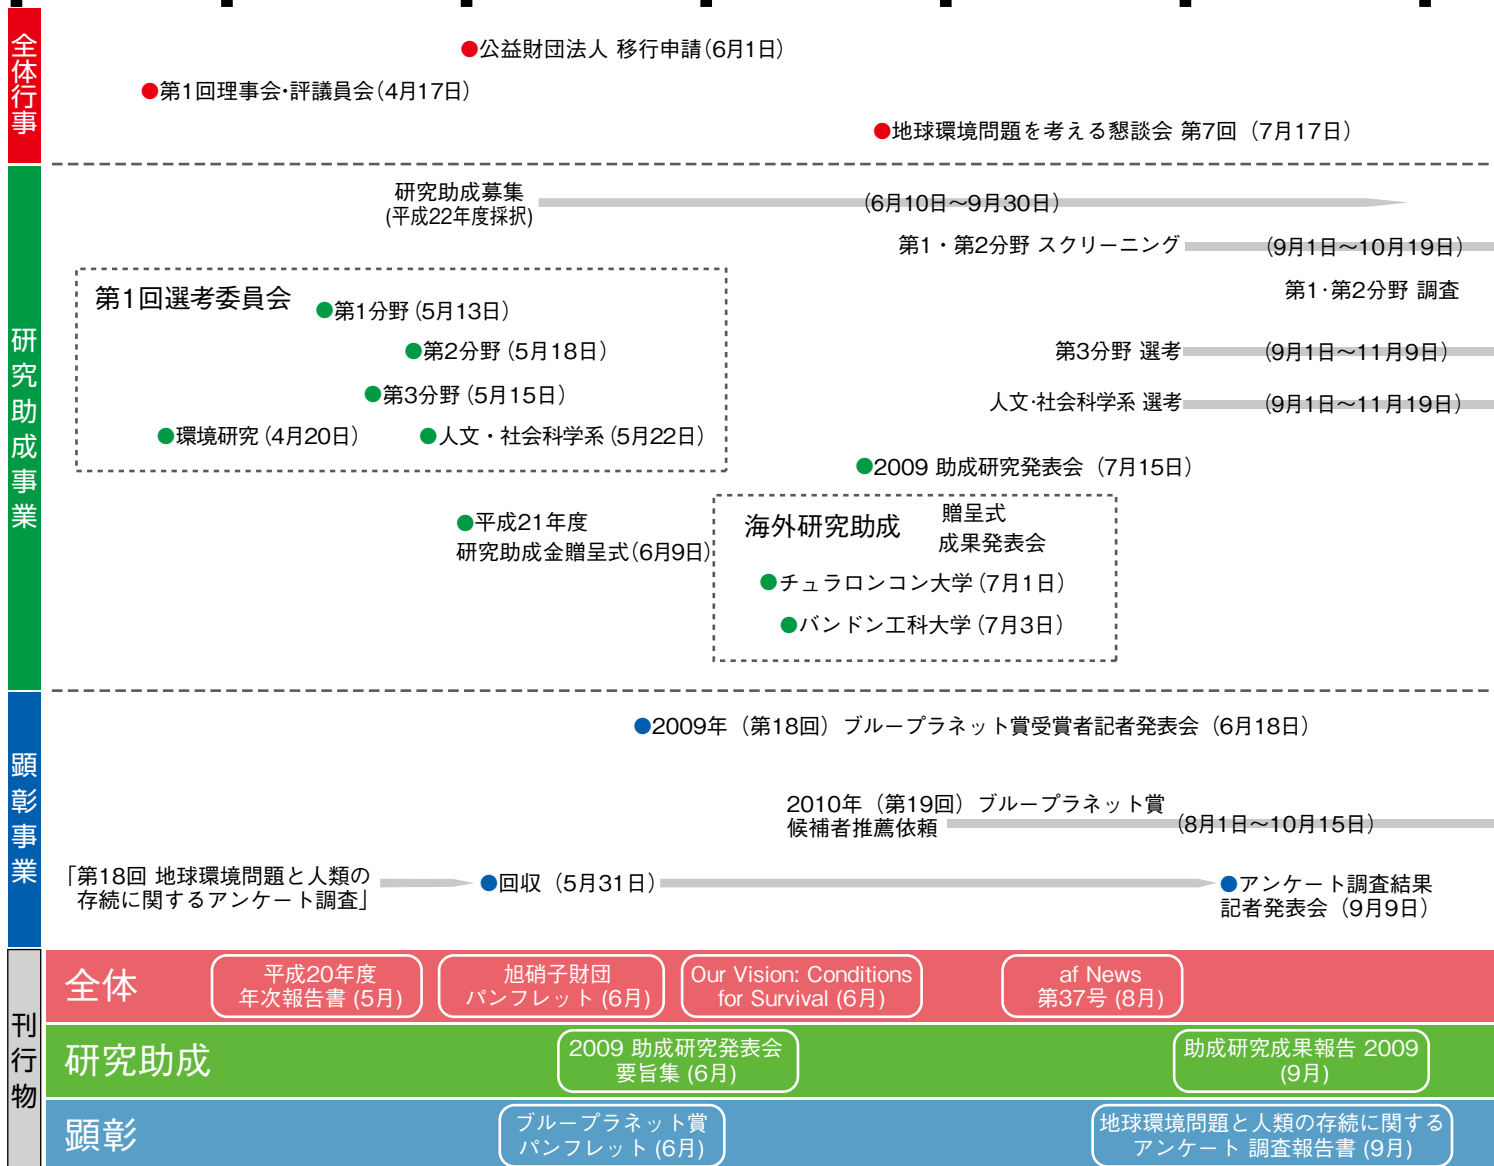 全体行事
●公益財団法人 移行申請(6月1日)
●第1回理事会・評議員会(4月17日)
●地球環境問題を考える懇談会 第7回（7月17日）
研究助成事業
研究助成募集
(平成22年度採択)
(6月10日～9月30日)
第1・第2分野 スクリーニング
(9月1日～10月19日)
第1・第2分野 調査
第1回選考委員会
●第1分野(5月13日)
●第2分野(5月18日)
●第3分野(5月15日)
●環境研究(4月20日)
●人文・社会科学系(5月22日)
第3分野 選考
(9月1日～11月9日)
人文・社会科学系 選考
(9月1日～11月19日)
●2009 助成研究発表会（7月15日）
●平成21年度
研究助成金贈呈式(6月9日)
海外研究助成
贈呈式
成果発表会
●チュラロンコン大学(7月1日)
●バンドン工科大学(7月3日)
顕彰事業
●2009年（第18回）ブループラネット賞受賞者記者発表会（6月18日）
2010年（第19回）ブループラネット賞
候補者推薦依頼
(8月1日～10月15日)
「第18回 地球環境問題と人類の
存続に関するアンケート調査」
●回収（5月31日）
●アンケート調査結果
記者発表会（9月9日）
刊行物
全体
平成20年度
年次報告書(5月)
旭硝子財団
パンフレット(6月)
Our Vision: Conditions
for Survival (6月)
af News
第37号(8月)
研究助成
2009 助成研究発表会
要旨集(6月)
助成研究成果報告 2009
(9月)
顕彰
ブループラネット賞
パンフレット(6月)
地球環境問題と人類の存続に関する
アンケート 調査報告書(9月)